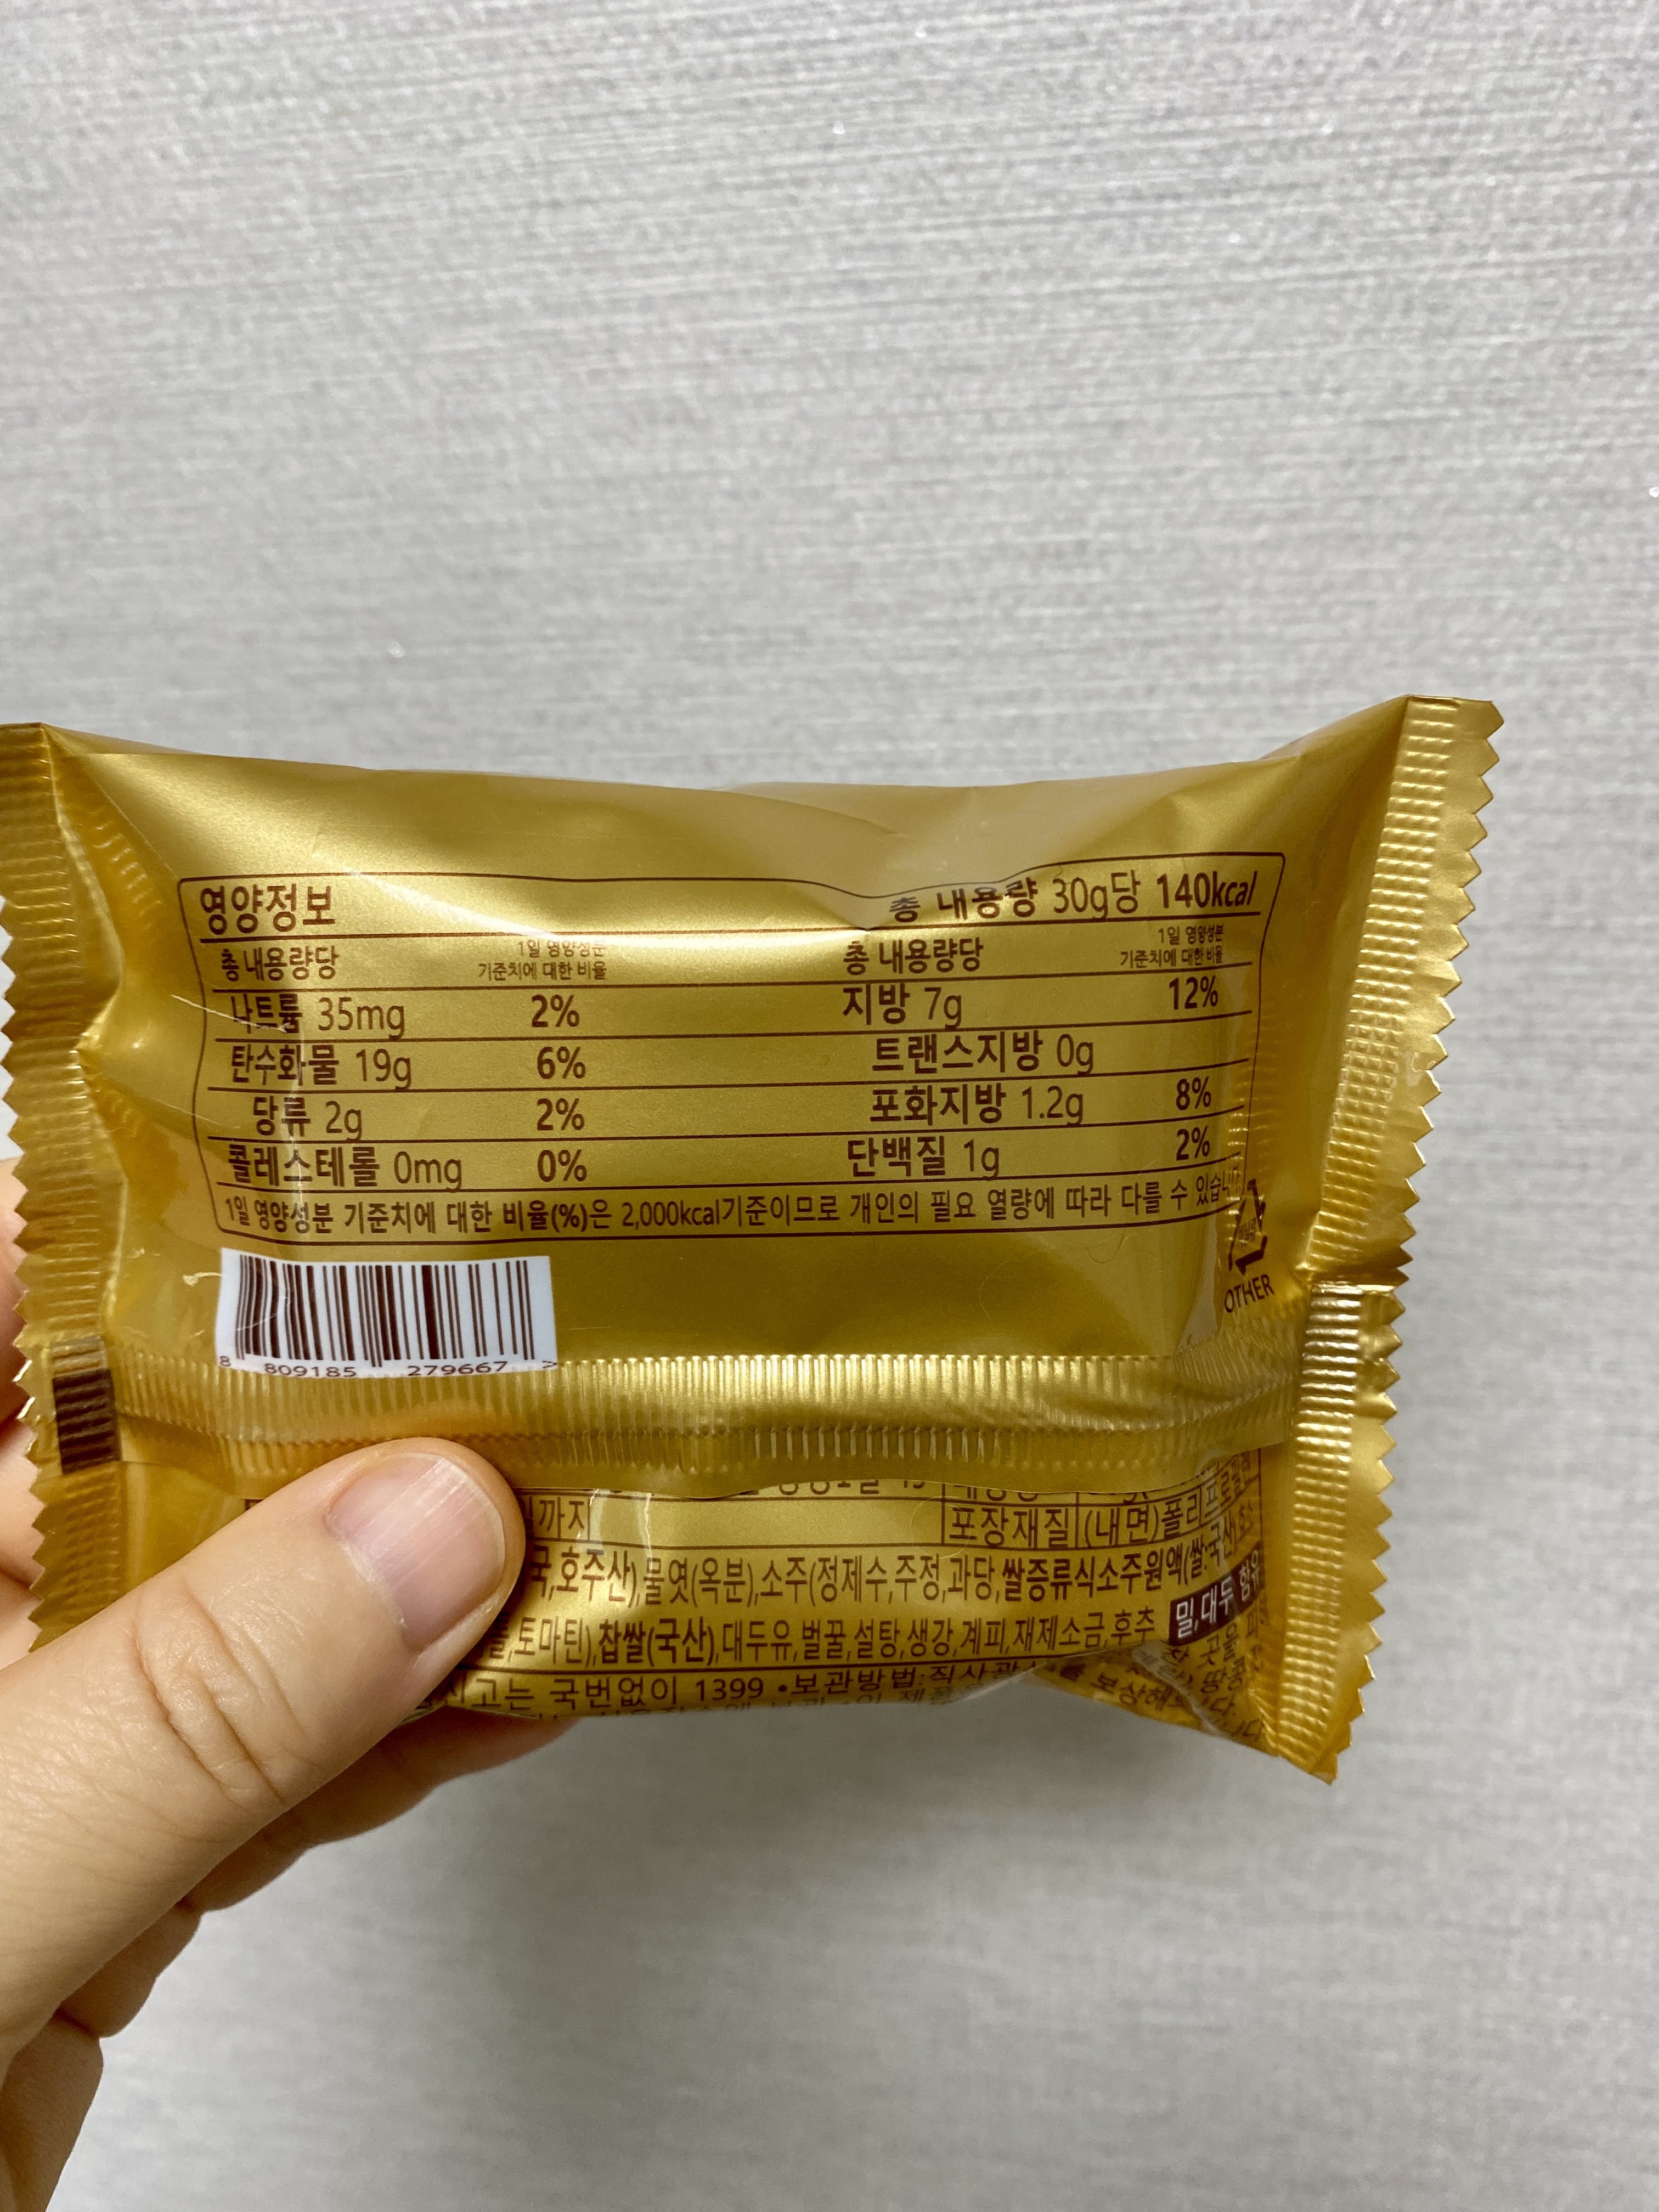 영양정보 총 내용량 30g당 140kcal
총 내용량당 1일 영양성분 기준치에 대한 비율 총 내용량당 1일 영양성분 기준치에 대한 비율
나트륨 35mg 2% 지방 7g 12%
탄수화물 19g 6% 트랜스지방 0g
당류 2g 2% 포화지방 1.2g 8%
콜레스테롤 0mg 0% 단백질 1g 2%
1일 영양성분 기준치에 대한 비율(%)은 2,000kcal기준이므로 개인의 필요 열량에 따라 다를 수 있습니다
OTHER
8 809185 279667 >
까지 포장재질 (내면)폴리프로필렌
국,호주산),물엿(옥분),소주(정제수,주정,과당,쌀증류식소주원액(쌀:국산)
토마틴),찹쌀(국산),대두유,벌꿀,설탕,생강,계피,재제소금,후추 밀,대두 함유
국번없이 1399 •보관방법: